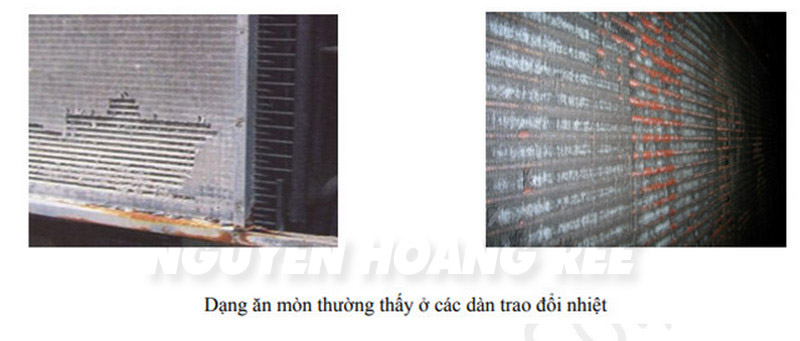 NGUYEN HOANG KEE
Dạng ăn mòn thường thấy ở các dàn trao đổi nhiệt